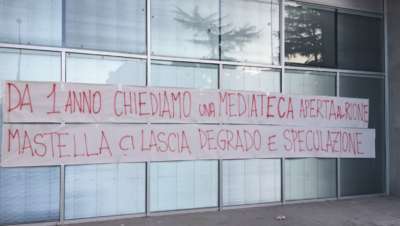 DA 1 ANNO CHIEDIAMO UNA MEDIATECA APERTA AL RIONE
MASTELLA CI LASCIA DEGRADO E SPECULAZIONE